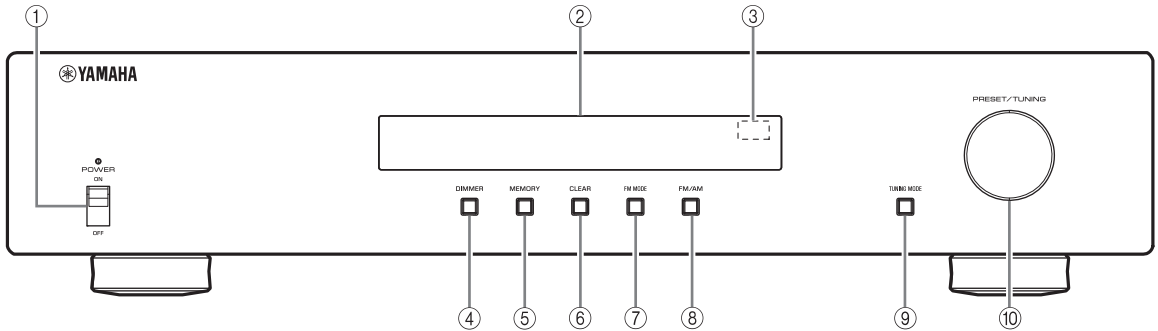 ① ② ③
YAMAHA
PRESET/TUNING
POWER
ON
OFF
DIMMER MEMORY CLEAR FM MODE FM/AM TUNING MODE
④ ⑤ ⑥ ⑦ ⑧ ⑨ ⑩